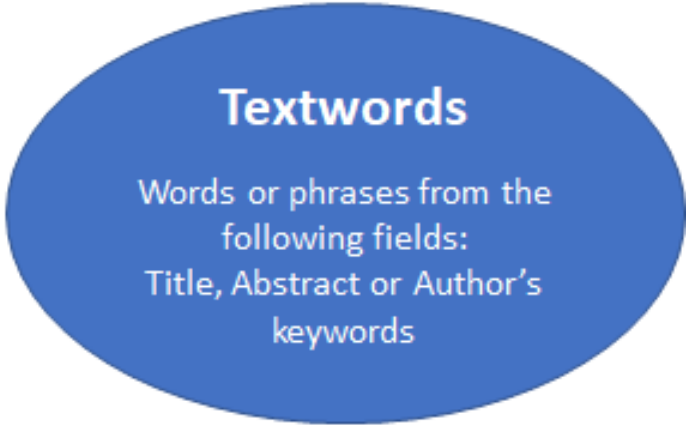 Textwords
Words or phrases from the
following fields:
Title, Abstract or Author’s
keywords